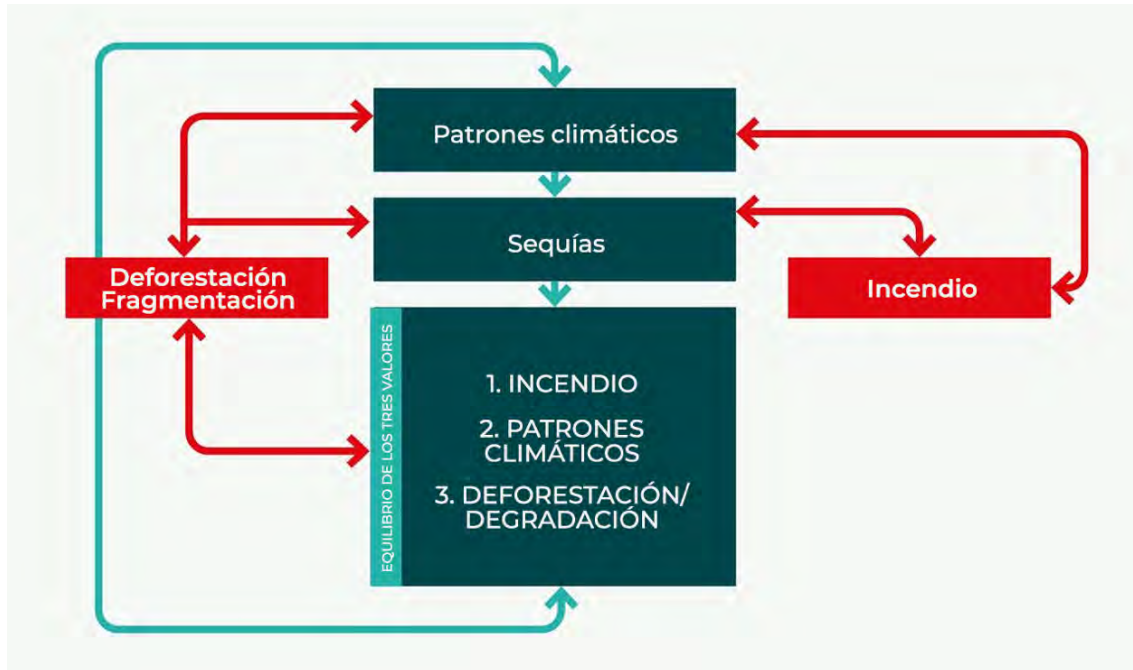 Patrones climáticos
Sequías
Deforestación
Fragmentación
Incendio
EQUILIBRIO DE LOS TRES VALORES
1. INCENDIO
2. PATRONES
CLIMÁTICOS
3. DEFORESTACIÓN/
DEGRADACIÓN